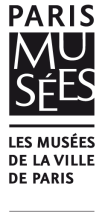 PARIS
MU
SÉES
LES MUSÉES
DE LA VILLE
DE PARIS